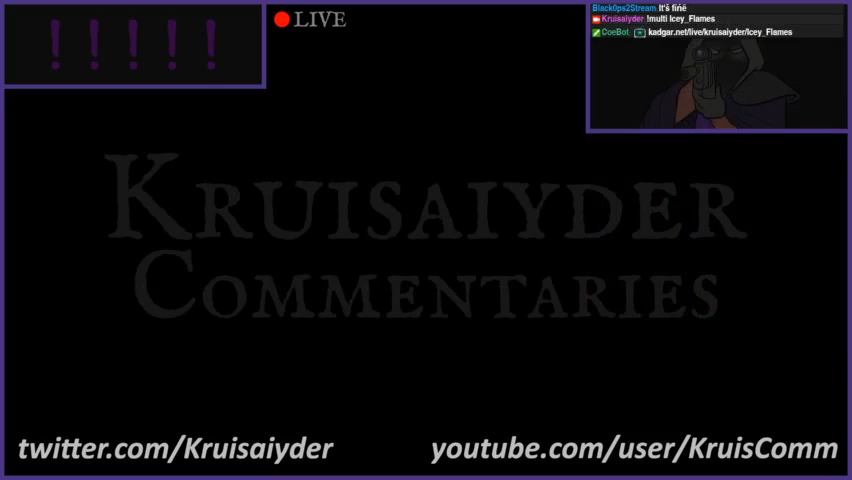 ! ! ! ! !
LIVE
Black0ps2Stream It's finê
Kruisaiyder !multi Icey_Flames
CoeBot kadgar.net/live/kruisaiyder/Icey_Flames
KRUISAIYDER
COMMENTARIES
twitter.com/Kruisaiyder
youtube.com/user/KruisComm